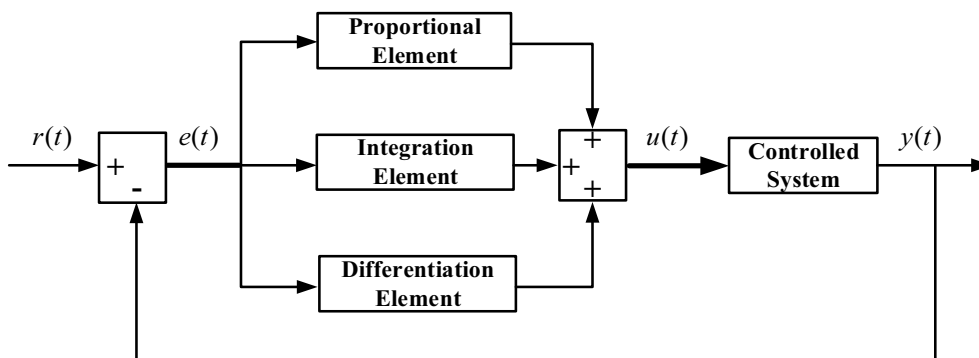 Proportional
Element
r(t)
e(t)
+
-
Integration
Element
+
+
+
u(t)
Controlled
System
y(t)
Differentiation
Element